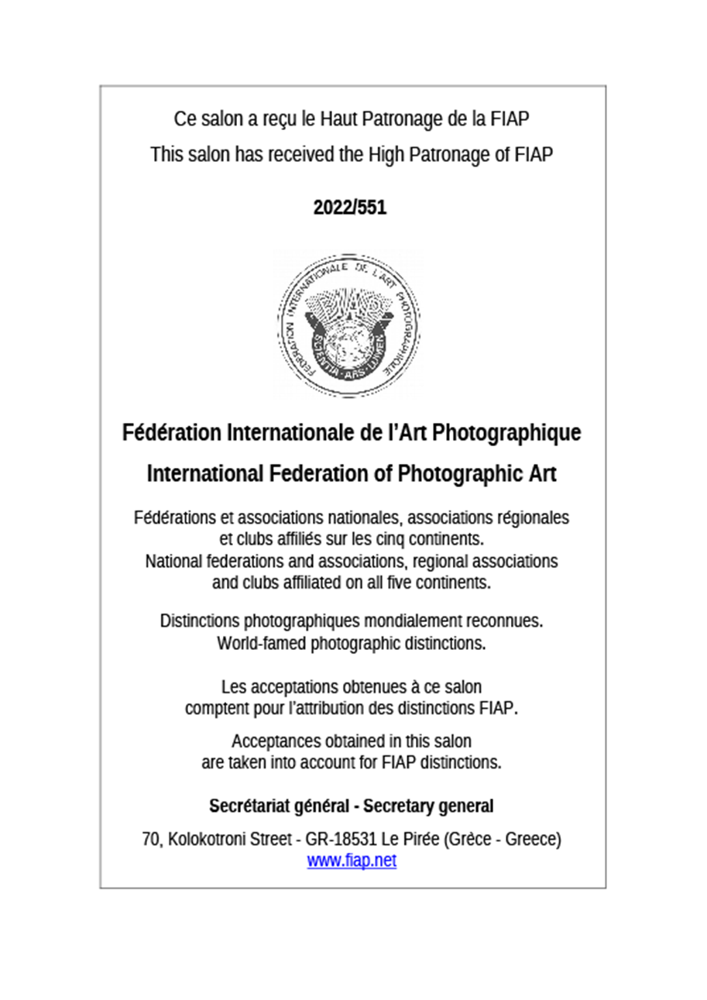 Ce salon a reçu le Haut Patronage de la FIAP
This salon has received the High Patronage of FIAP
2022/551
FÉDÉRATION INTERNATIONALE DE L'ART PHOTOGRAPHIQUE
FIAP
SCIENTIA · ARS · LUMEN
Fédération Internationale de l’Art Photographique
International Federation of Photographic Art
Fédérations et associations nationales, associations régionales
et clubs affiliés sur les cinq continents.
National federations and associations, regional associations
and clubs affiliated on all five continents.
Distinctions photographiques mondialement reconnues.
World-famed photographic distinctions.
Les acceptations obtenues à ce salon
comptent pour l’attribution des distinctions FIAP.
Acceptances obtained in this salon
are taken into account for FIAP distinctions.
Secrétariat général - Secretary general
70, Kolokotroni Street - GR-18531 Le Pirée (Grèce - Greece)
www.fiap.net